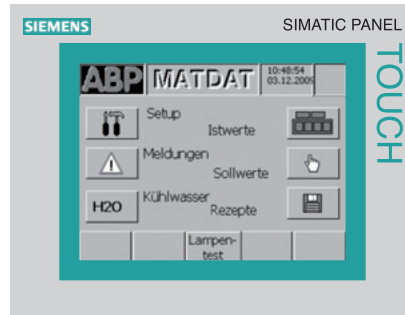 SIEMENS
SIMATIC PANEL
TOUCH
ABP MATDAT 10:48:54
03.12.2009
Setup
Istwerte
Meldungen
Sollwerte
H2O Kühlwasser
Rezepte
Lampen-
test